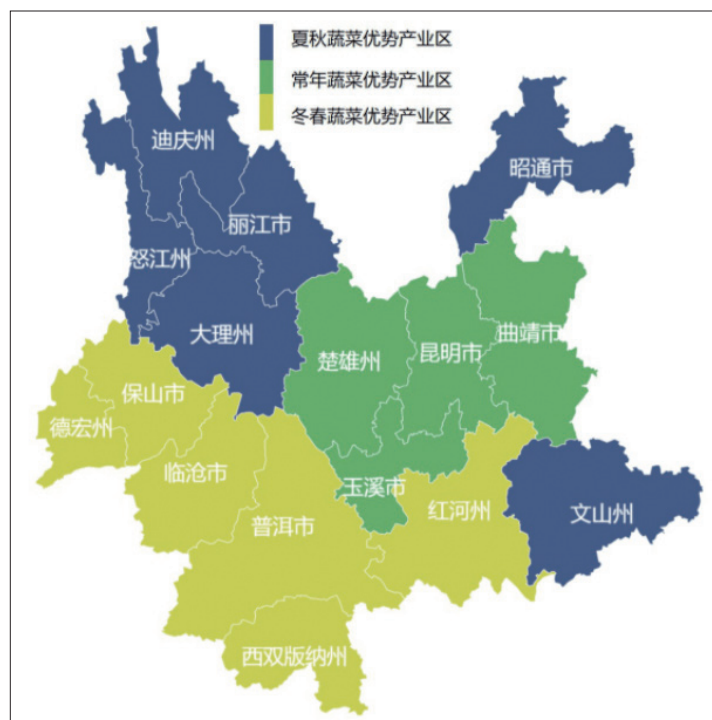 夏秋蔬菜优势产业区
常年蔬菜优势产业区
冬春蔬菜优势产业区
迪庆州
昭通市
丽江市
怒江州
大理州
楚雄州
昆明市
曲靖市
保山市
德宏州
临沧市
玉溪市
红河州
文山州
普洱市
西双版纳州